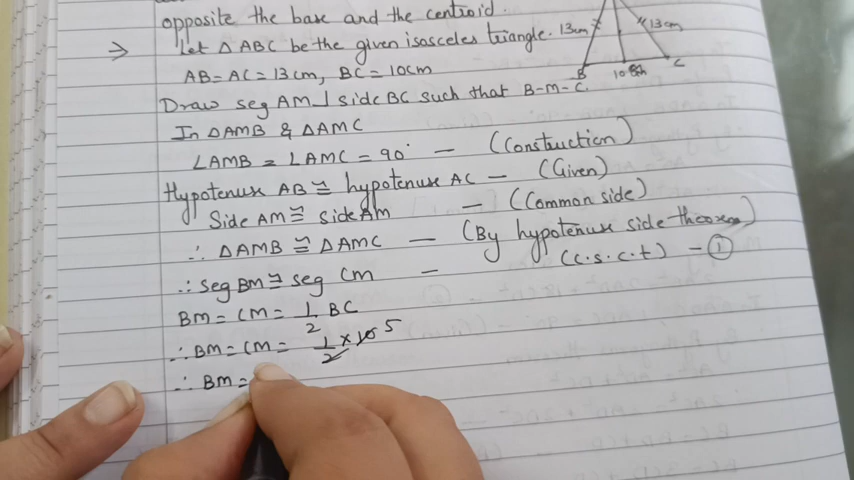 opposite the base and the centroid.
⇒ Let △ABC be the given isosceles triangle.
13cm 13cm
AB = AC = 13 cm, BC = 10cm
B C
Draw seg AM ⊥ side BC such that B-M-C.
In △AMB & △AMC
∠AMB = ∠AMC = 90° — (Construction)
Hypotenuse AB ≅ hypotenuse AC — (Given)
Side AM ≅ side AM — (Common side)
∴ △AMB ≅ △AMC — (By hypotenuse side theorem)
∴ seg BM ≅ seg CM — (c.s.c.t) — ①
BM = CM = 1/2 BC
∴ BM = CM = 1/2 × 10 5
∴ BM =